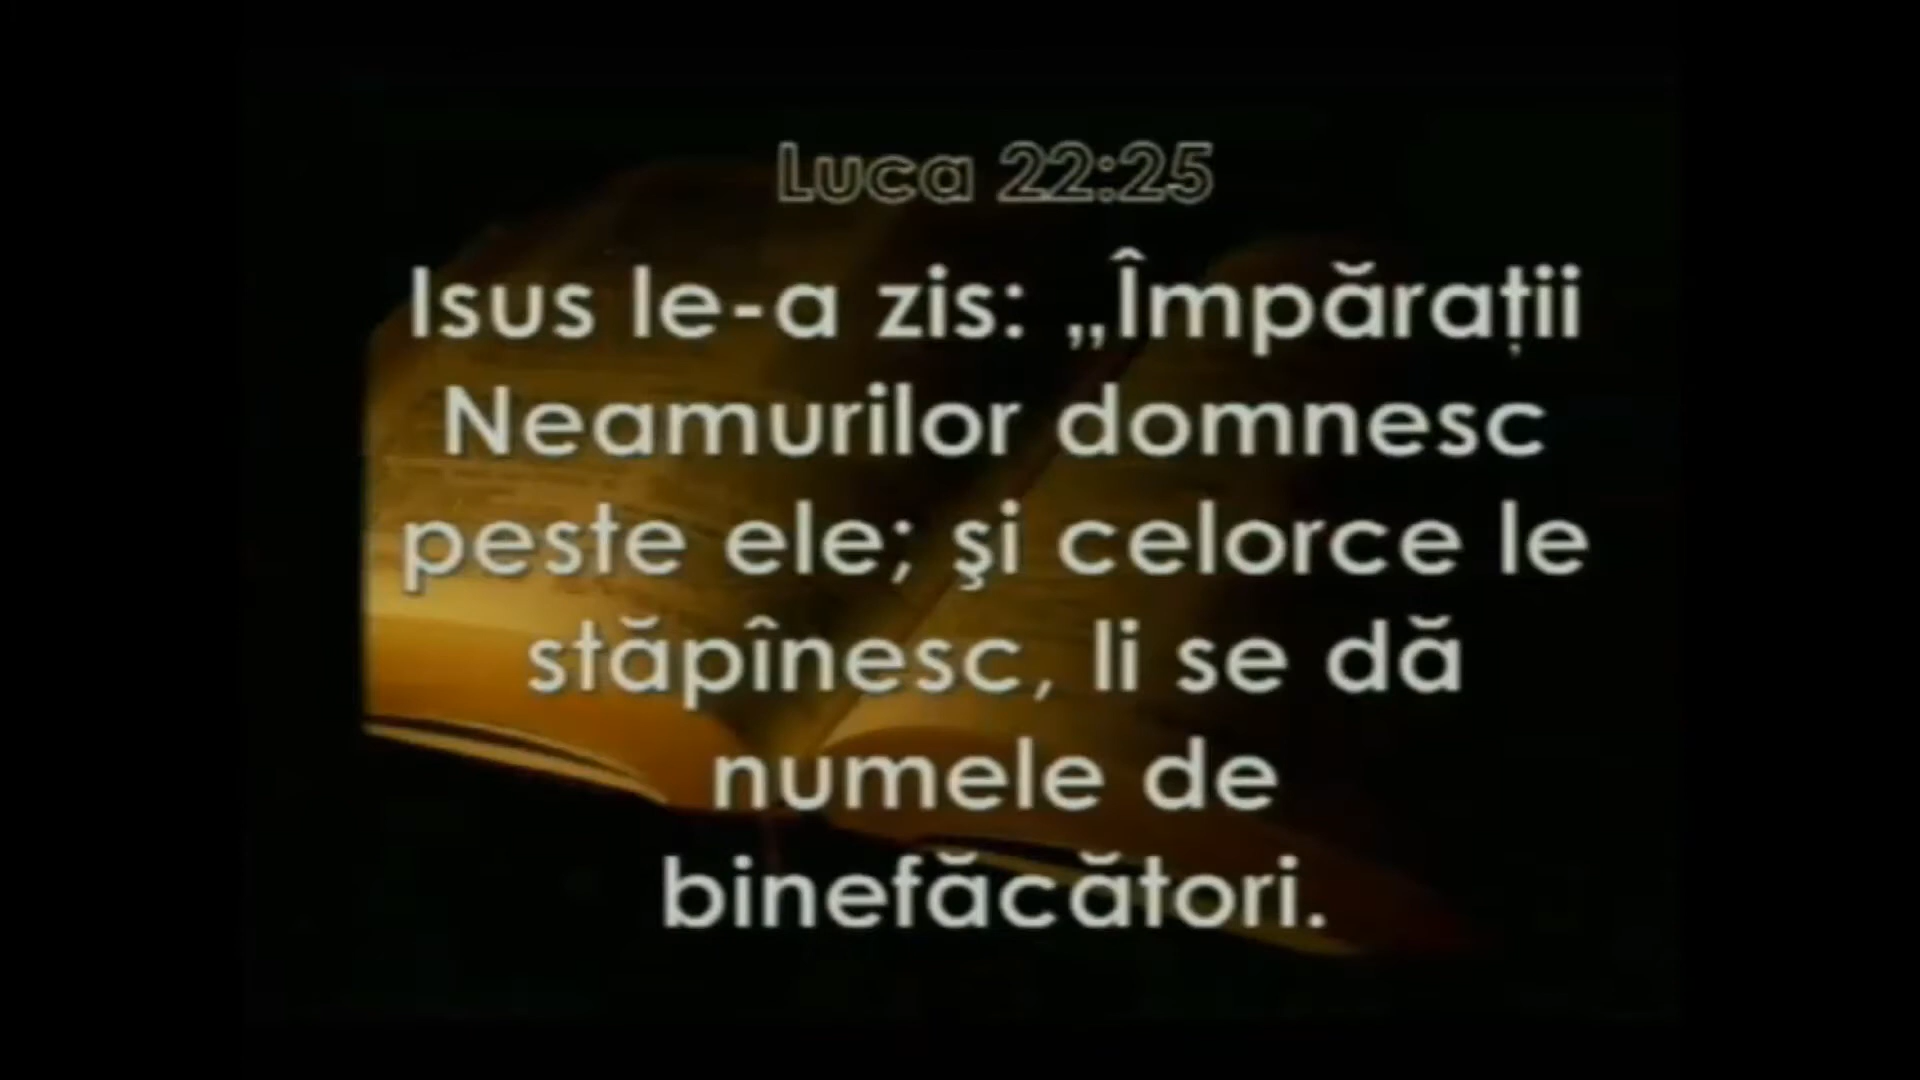 Luca 22:25
Isus le-a zis: „Împăraţii
Neamurilor domnesc
peste ele; şi celorce le
stăpînesc, li se dă
numele de
binefăcători.